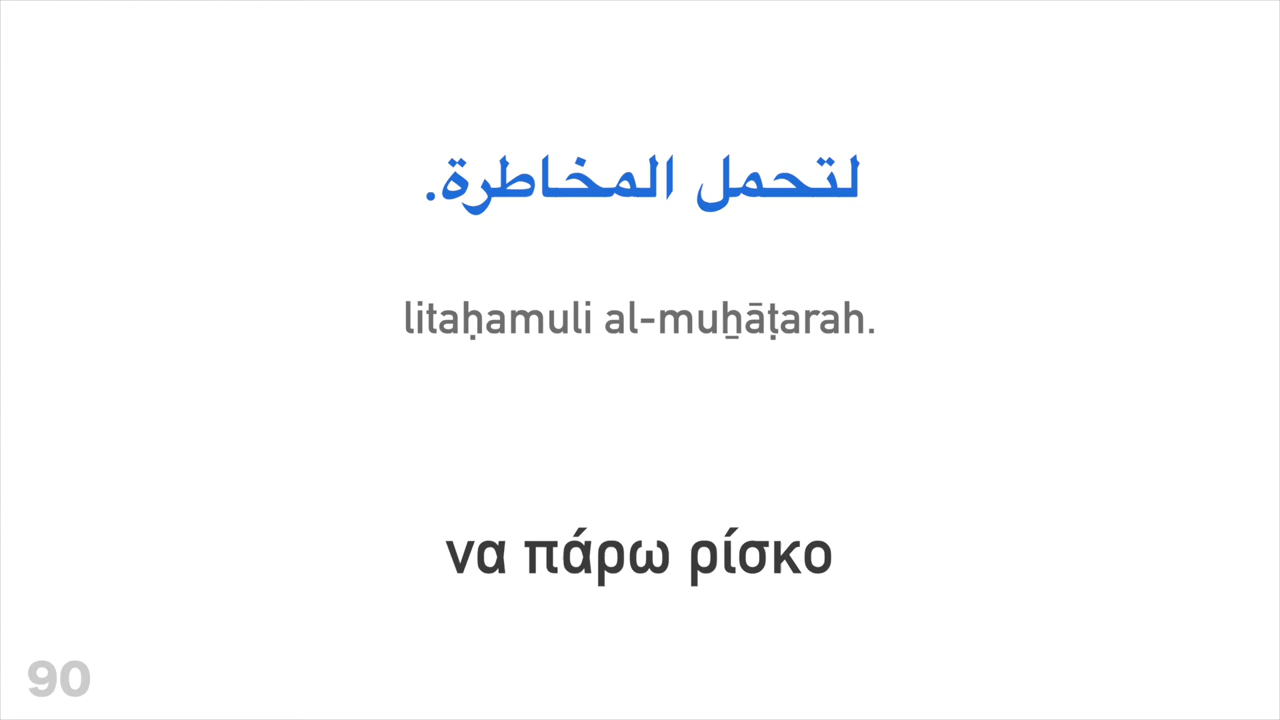 لتحمل المخاطرة.
litaḥamuli al-muẖāṭarah.
να πάρω ρίσκο
90